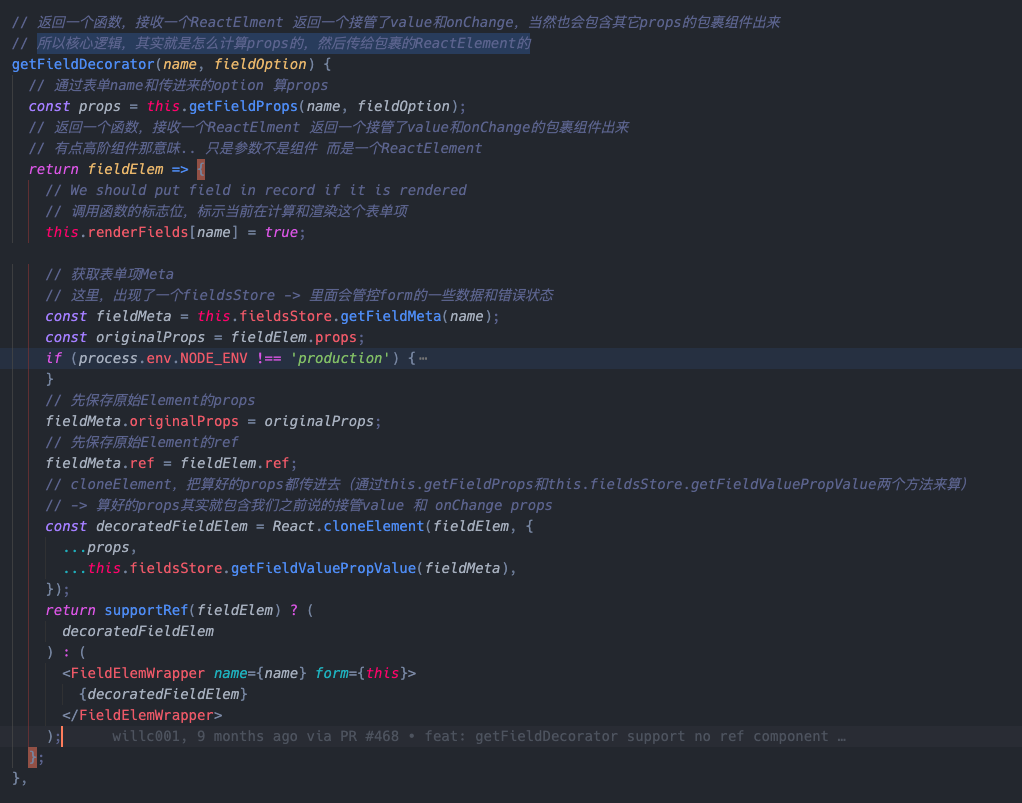 // 返回一个函数，接收一个ReactElment 返回一个接管了value和onChange，当然也会包含其它props的包裹组件出来
// 所以核心逻辑，其实就是怎么计算props的，然后传给包裹的ReactElement的
getFieldDecorator(name, fieldOption) {
// 通过表单name和传进来的option 算props
const props = this.getFieldProps(name, fieldOption);
// 返回一个函数，接收一个ReactElment 返回一个接管了value和onChange的包裹组件出来
// 有点高阶组件那意味.. 只是参数不是组件 而是一个ReactElement
return fieldElem => {
// We should put field in record if it is rendered
// 调用函数的标志位，标示当前在计算和渲染这个表单项
this.renderFields[name] = true;
// 获取表单项Meta
// 这里，出现了一个fieldsStore -> 里面会管控form的一些数据和错误状态
const fieldMeta = this.fieldsStore.getFieldMeta(name);
const originalProps = fieldElem.props;
if (process.env.NODE_ENV !== 'production') {⋯
}
// 先保存原始Element的props
fieldMeta.originalProps = originalProps;
// 先保存原始Element的ref
fieldMeta.ref = fieldElem.ref;
// cloneElement，把算好的props都传进去（通过this.getFieldProps和this.fieldsStore.getFieldValuePropValue两个方法来算）
// -> 算好的props其实就包含我们之前说的接管value 和 onChange props
const decoratedFieldElem = React.cloneElement(fieldElem, {
...props,
...this.fieldsStore.getFieldValuePropValue(fieldMeta),
});
return supportRef(fieldElem) ? (
decoratedFieldElem
) : (
<FieldElemWrapper name={name} form={this}>
{decoratedFieldElem}
</FieldElemWrapper>
); willc001, 9 months ago via PR #468 • feat: getFieldDecorator support no ref component …
};
},